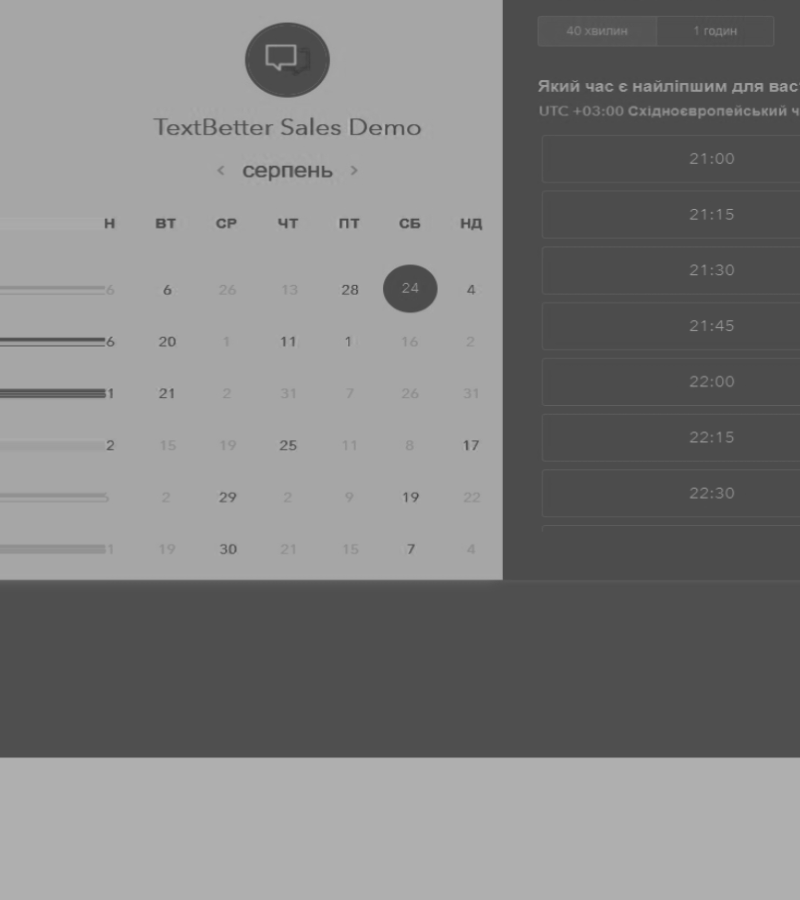 TextBetter Sales Demo
‹ серпень ›
Н ВТ СР ЧТ ПТ СБ НД
6 6 26 13 28 24 4
6 20 1 11 1 16 2
1 21 2 31 7 26 31
2 15 19 25 11 8 17
2 29 2 9 19 22
1 19 30 21 15 7 4
40 хвилин 1 годин
Який час є найліпшим для вас
UTC +03:00 Східноєвропейський ч
21:00
21:15
21:30
21:45
22:00
22:15
22:30